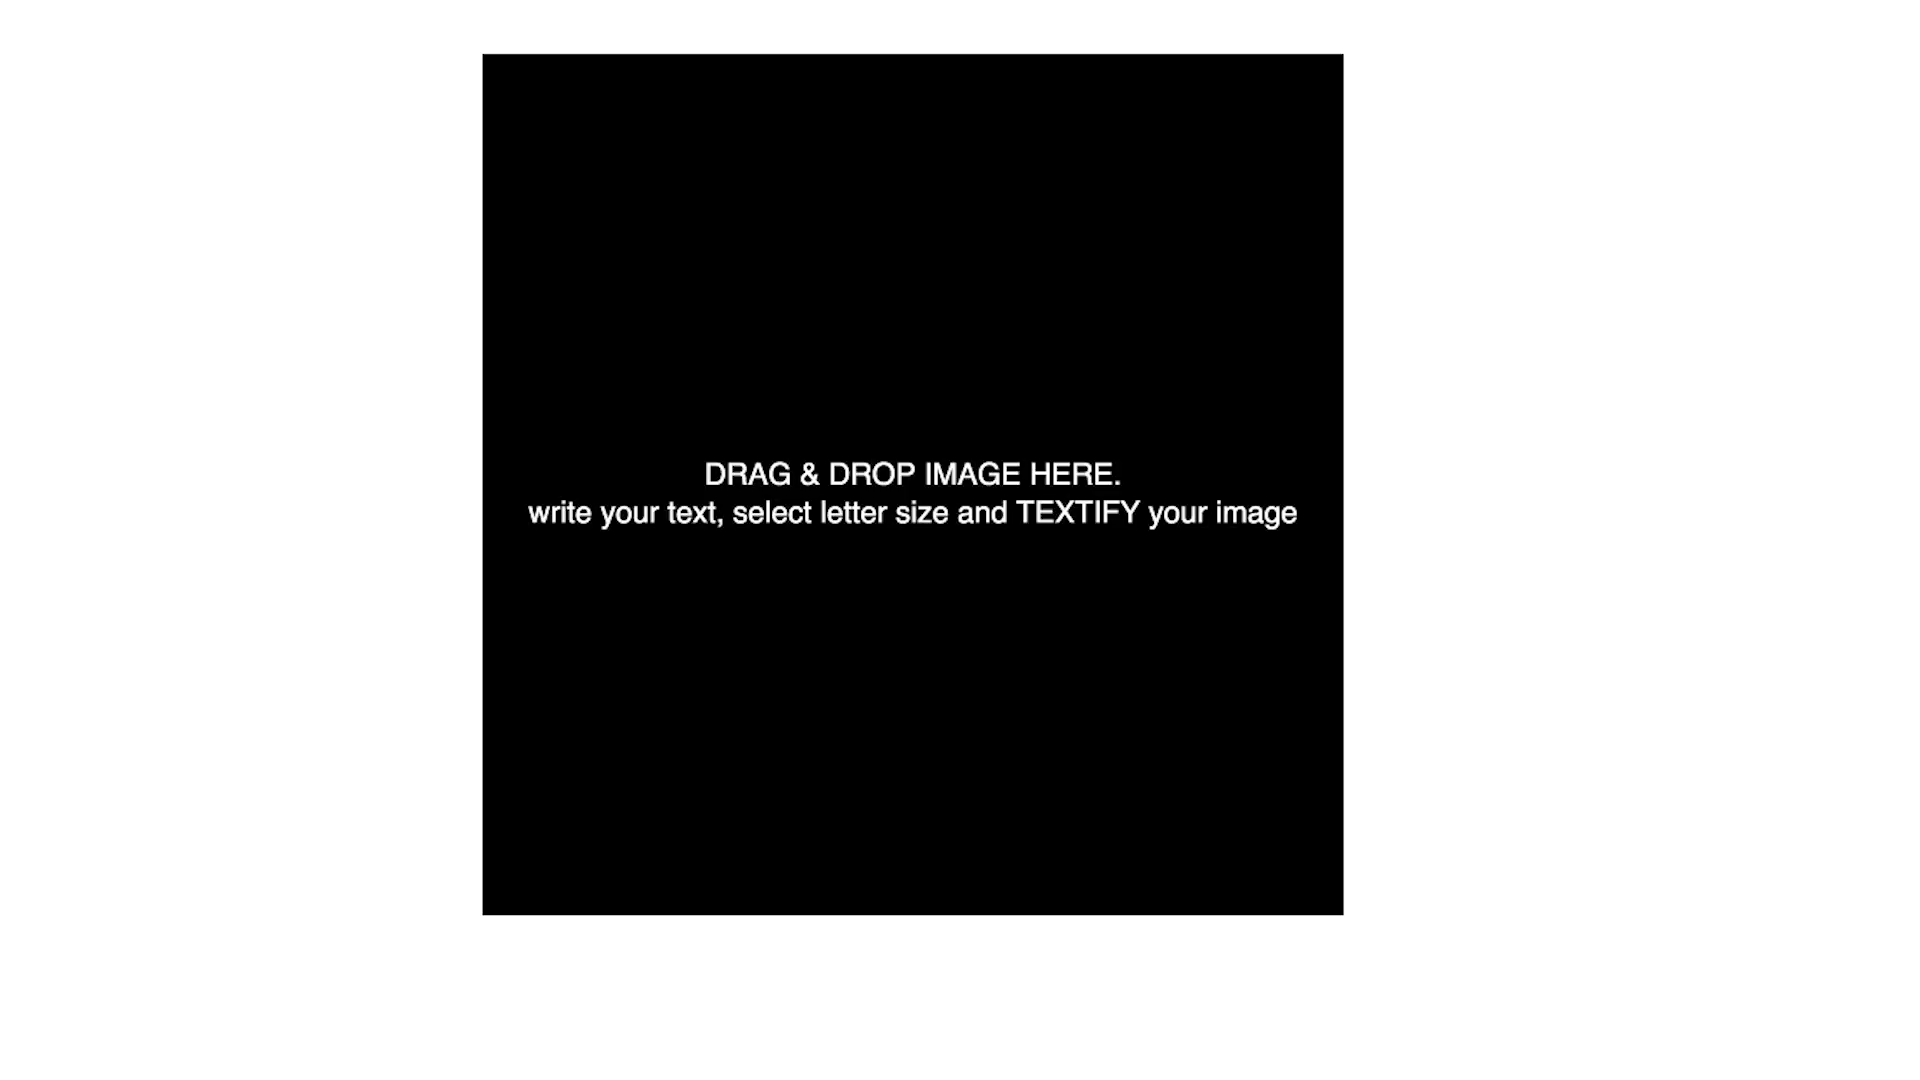 DRAG & DROP IMAGE HERE.
write your text, select letter size and TEXTIFY your image